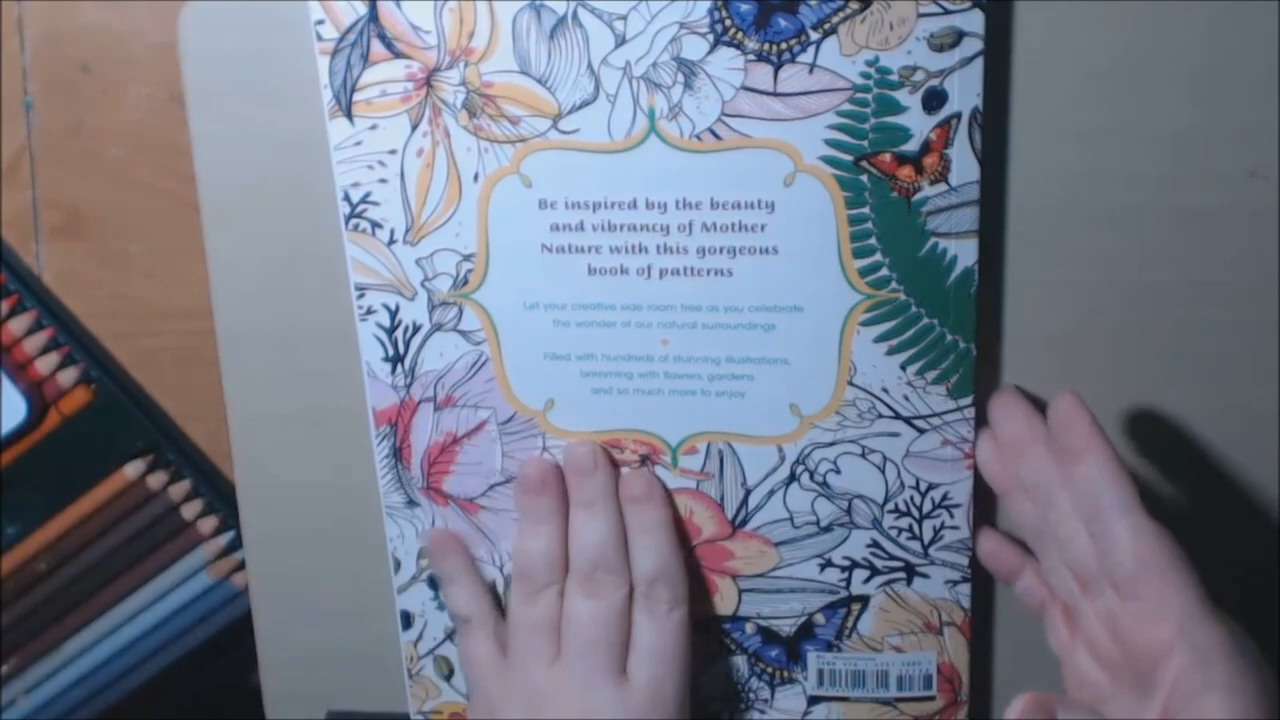 Be inspired by the beauty
and vibrancy of Mother
Nature with this gorgeous
book of patterns
Let your creative side roam free as you celebrate
the wonder of our natural surroundings
Filled with hundreds of stunning illustrations,
brimming with flowers, gardens
and so much more to enjoy